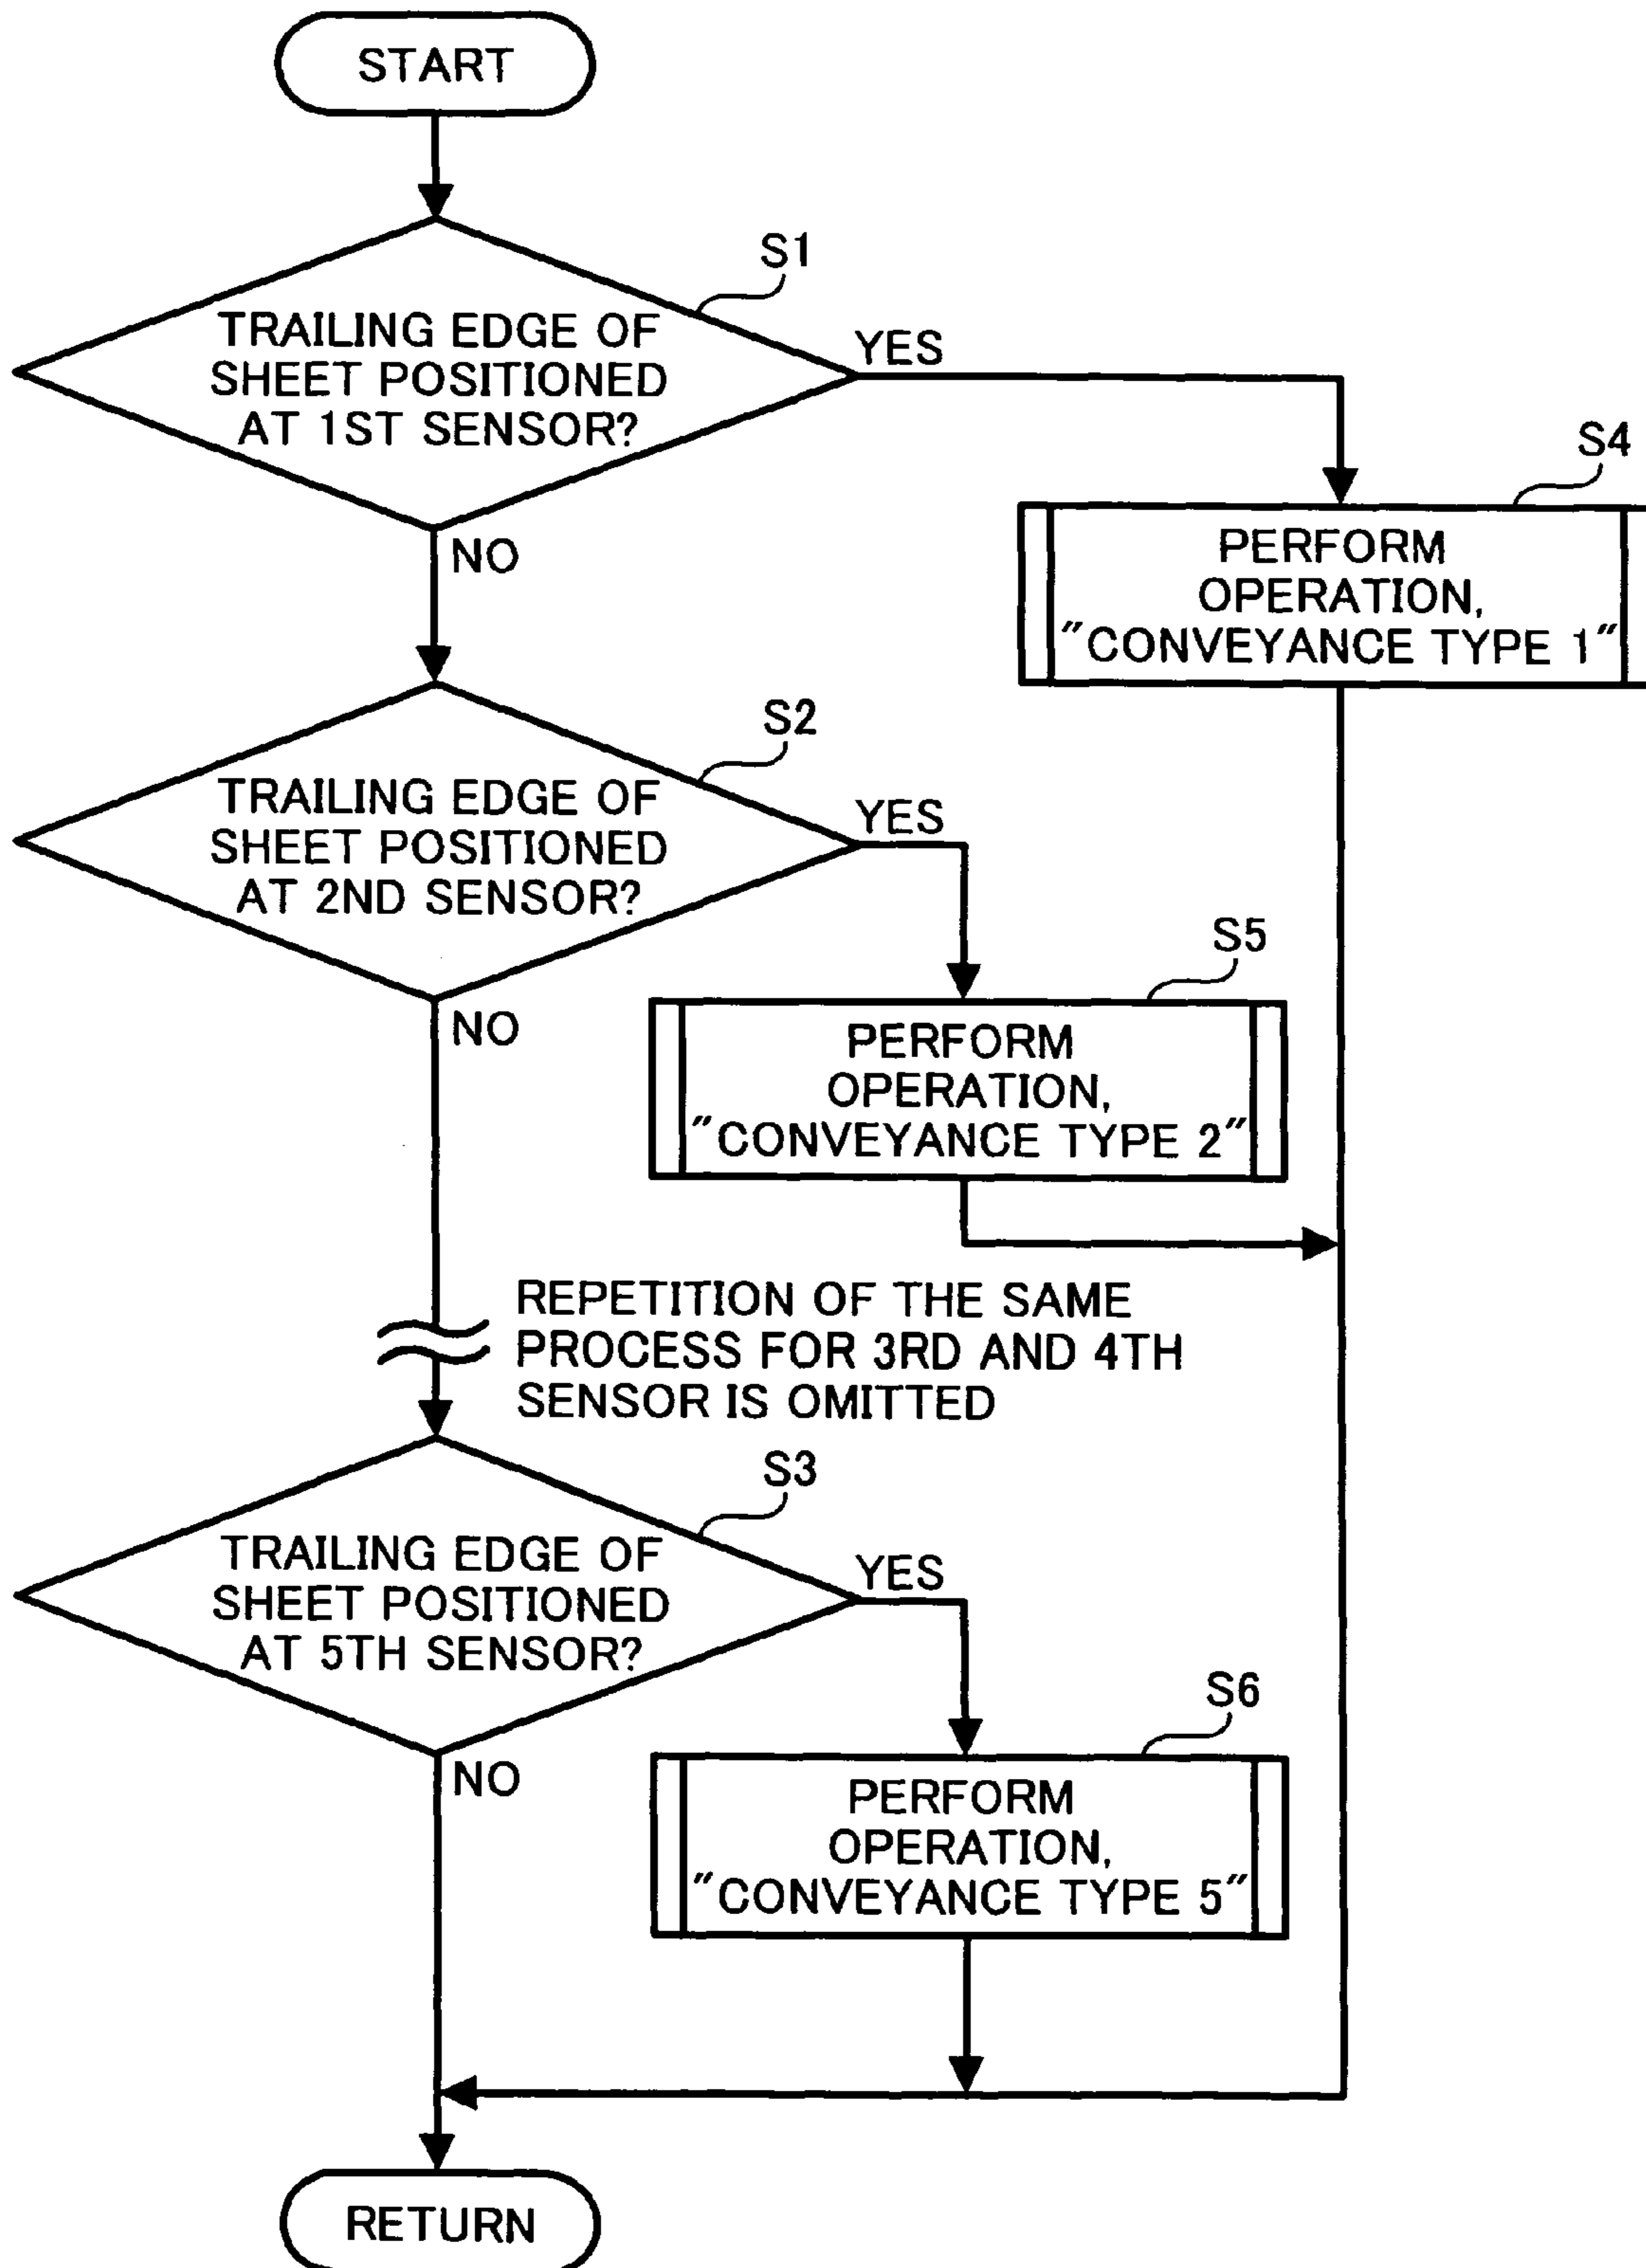 START
S1
TRAILING EDGE OF
SHEET POSITIONED
AT 1ST SENSOR?
YES
NO
S4
PERFORM
OPERATION,
"CONVEYANCE TYPE 1"
S2
TRAILING EDGE OF
SHEET POSITIONED
AT 2ND SENSOR?
YES
NO
S5
PERFORM
OPERATION,
"CONVEYANCE TYPE 2"
REPETITION OF THE SAME
PROCESS FOR 3RD AND 4TH
SENSOR IS OMITTED
S3
TRAILING EDGE OF
SHEET POSITIONED
AT 5TH SENSOR?
YES
NO
S6
PERFORM
OPERATION,
"CONVEYANCE TYPE 5"
RETURN